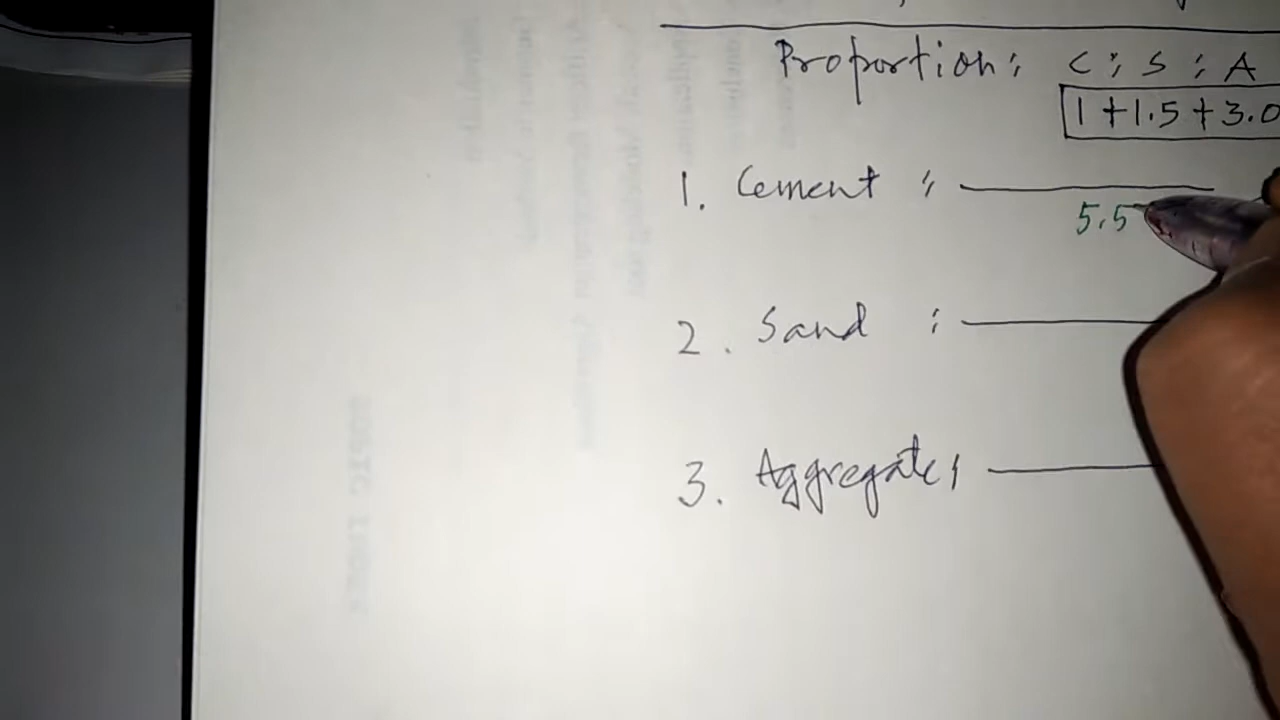 Proportion: C : S : A
1 + 1.5 + 3.0
1. Cement :
5.5
2. Sand :
3. Aggregate :